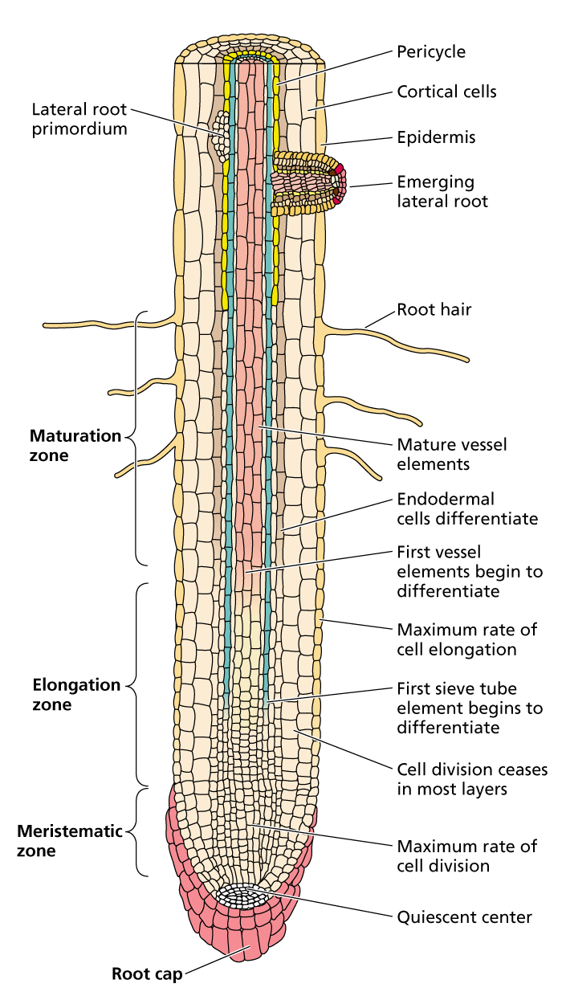 Pericycle
Cortical cells
Lateral root
primordium
Epidermis
Emerging
lateral root
Root hair
Maturation
zone
Mature vessel
elements
Endodermal
cells differentiate
First vessel
elements begin to
differentiate
Maximum rate of
cell elongation
Elongation
zone
First sieve tube
element begins to
differentiate
Cell division ceases
in most layers
Meristematic
zone
Maximum rate of
cell division
Quiescent center
Root cap